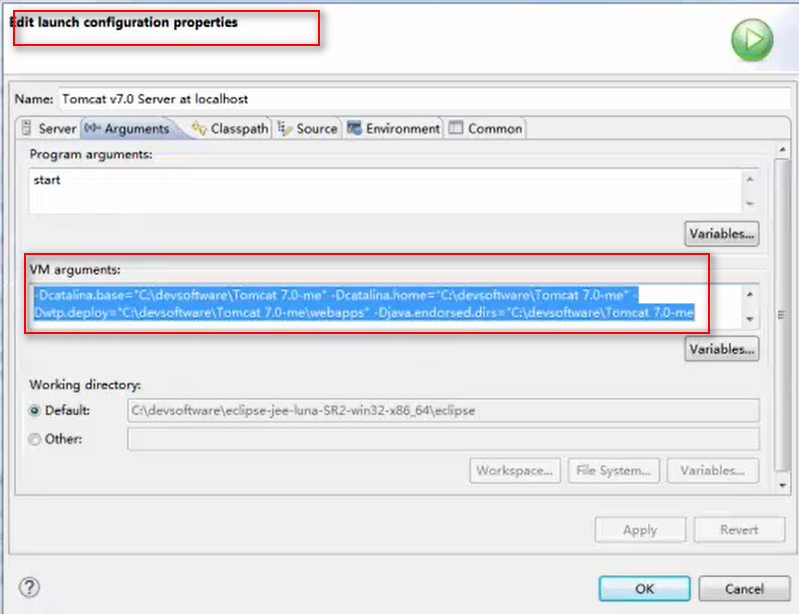 Edit launch configuration properties
Name: Tomcat v7.0 Server at localhost
Server Arguments Classpath Source Environment Common
Program arguments:
start
Variables...
VM arguments:
-Dcatalina.base="C:\devsoftware\Tomcat 7.0-me" -Dcatalina.home="C:\devsoftware\Tomcat 7.0-me" -
Dwtp.deploy="C:\devsoftware\Tomcat 7.0-me\webapps" -Djava.endorsed.dirs="C:\devsoftware\Tomcat 7.0-me
Variables...
Working directory:
Default: C:\devsoftware\eclipse-jee-luna-SR2-win32-x86_64\eclipse
Other:
Workspace... File System... Variables...
Apply Revert
? OK Cancel